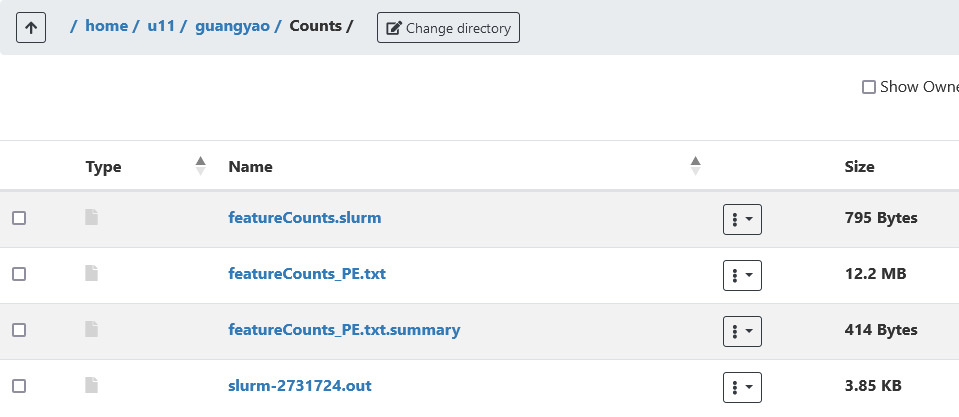 / home / u11 / guangyao / Counts / Change directory
Show Owne
Type Name Size
featureCounts.slurm 795 Bytes
featureCounts_PE.txt 12.2 MB
featureCounts_PE.txt.summary 414 Bytes
slurm-2731724.out 3.85 KB